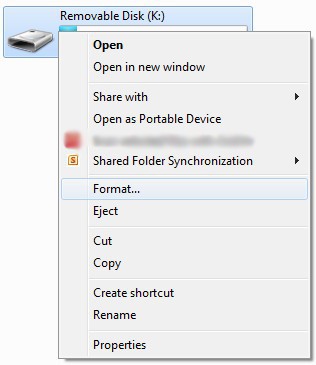 Removable Disk (K:)
Open
Open in new window
Share with
Open as Portable Device
Shared Folder Synchronization
Format...
Eject
Cut
Copy
Create shortcut
Rename
Properties